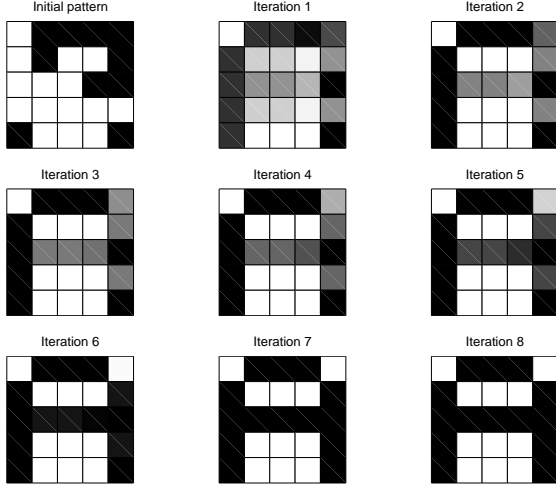 Initial pattern
Iteration 1
Iteration 2
Iteration 3
Iteration 4
Iteration 5
Iteration 6
Iteration 7
Iteration 8